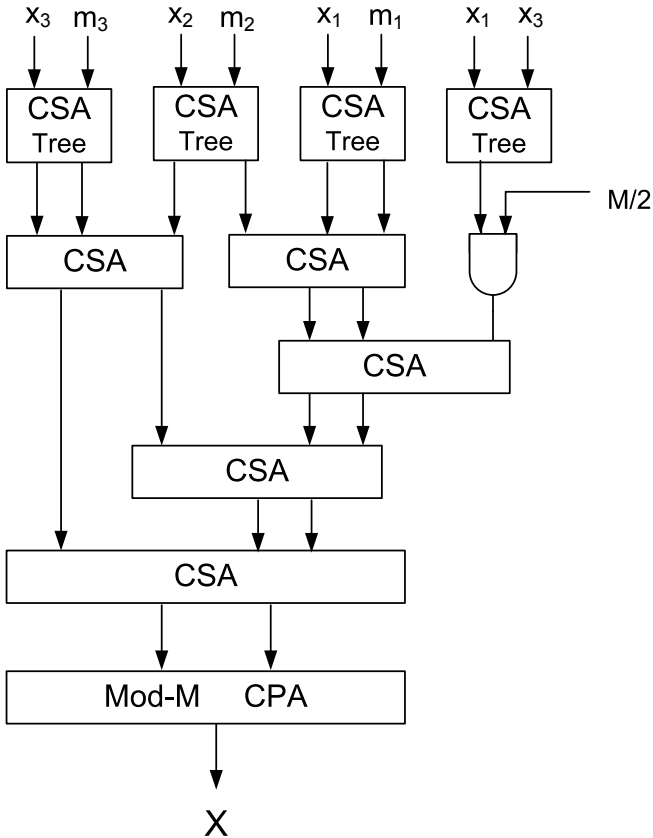 x₃ m₃ x₂ m₂ x₁ m₁ x₁ x₃
CSA Tree
CSA Tree
CSA Tree
CSA Tree
M/2
CSA
CSA
CSA
CSA
CSA
Mod-M CPA
X